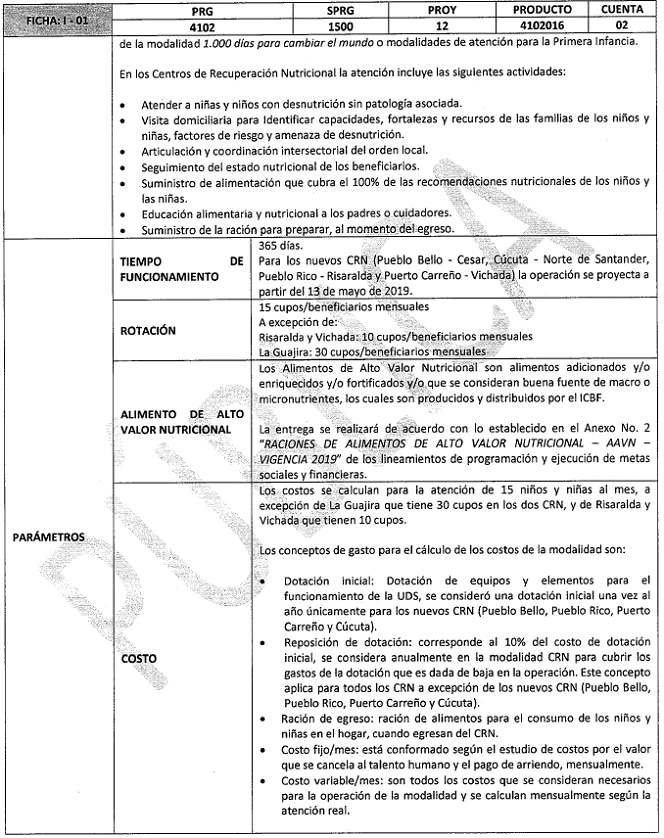 FICHA: I - 01 PRG SPRG PROY PRODUCTO CUENTA
4102 1500 12 4102016 02
de la modalidad 1.000 días para cambiar el mundo o modalidades de atención para la Primera Infancia.
En los Centros de Recuperación Nutricional la atención incluye las siguientes actividades:
• Atender a niñas y niños con desnutrición sin patología asociada.
• Visita domiciliaria para Identificar capacidades, fortalezas y recursos de las familias de los niños y
niñas, factores de riesgo y amenaza de desnutrición.
• Articulación y coordinación intersectorial del orden local.
• Seguimiento del estado nutricional de los beneficiarios.
• Suministro de alimentación que cubra el 100% de las recomendaciones nutricionales de los niños y
las niñas.
• Educación alimentaria y nutricional a los padres o cuidadores.
• Suministro de la ración para preparar, al momento del egreso.
PARÁMETROS
TIEMPO DE
FUNCIONAMIENTO
365 días.
Para los nuevos CRN (Pueblo Bello - Cesar, Cúcuta - Norte de Santander,
Pueblo Rico - Risaralda y Puerto Carreño - Vichada) la operación se proyecta a
partir del 13 de mayo de 2019.
ROTACIÓN
15 cupos/beneficiarios mensuales
A excepción de:
Risaralda y Vichada: 10 cupos/beneficiarios mensuales
La Guajira: 30 cupos/beneficiarios mensuales
ALIMENTO DE ALTO
VALOR NUTRICIONAL
Los Alimentos de Alto Valor Nutricional son alimentos adicionados y/o
enriquecidos y/o fortificados y/o que se consideran buena fuente de macro o
micronutrientes, los cuales son producidos y distribuidos por el ICBF.
La entrega se realizará de acuerdo con lo establecido en el Anexo No. 2
"RACIONES DE ALIMENTOS DE ALTO VALOR NUTRICIONAL – AAVN –
VIGENCIA 2019" de los lineamientos de programación y ejecución de metas
sociales y financieras.
COSTO
Los costos se calculan para la atención de 15 niños y niñas al mes, a
excepción de La Guajira que tiene 30 cupos en los dos CRN, y de Risaralda y
Vichada que tienen 10 cupos.
Los conceptos de gasto para el cálculo de los costos de la modalidad son:
• Dotación inicial: Dotación de equipos y elementos para el
funcionamiento de la UDS, se consideró una dotación inicial una vez al
año únicamente para los nuevos CRN (Pueblo Bello, Pueblo Rico, Puerto
Carreño y Cúcuta).
• Reposición de dotación: corresponde al 10% del costo de dotación
inicial, se considera anualmente en la modalidad CRN para cubrir los
gastos de la dotación que es dada de baja en la operación. Este concepto
aplica para todos los CRN a excepción de los nuevos CRN (Pueblo Bello,
Pueblo Rico, Puerto Carreño y Cúcuta).
• Ración de egreso: ración de alimentos para el consumo de los niños y
niñas en el hogar, cuando egresan del CRN.
• Costo fijo/mes: está conformado según el estudio de costos por el valor
que se cancela al talento humano y el pago de arriendo, mensualmente.
• Costo variable/mes: son todos los costos que se consideran necesarios
para la operación de la modalidad y se calculan mensualmente según la
atención real.
PÚBLICA